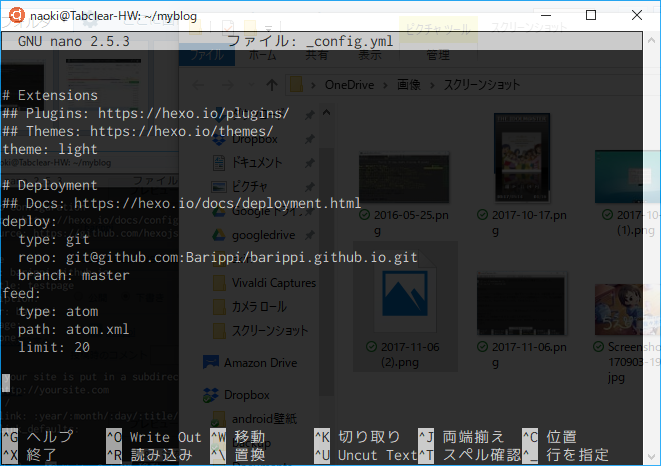 naoki@Tabclear-HW: ~/myblog
GNU nano 2.5.3 ファイル: _config.yml
# Extensions
## Plugins: https://hexo.io/plugins/
## Themes: https://hexo.io/themes/
theme: light
# Deployment
## Docs: https://hexo.io/docs/deployment.html
deploy:
type: git
repo: git@github.com:Barippi/barippi.github.io.git
branch: master
feed:
type: atom
path: atom.xml
limit: 20
^G ヘルプ ^O Write Out ^W 移動 ^K 切り取り ^J 両端揃え ^C 位置
^X 終了 ^R 読み込み ^\ 置換 ^U Uncut Text ^T スペル確認 ^_ 行を指定
ピクチャ ツール スクリーンショット
ファイル ホーム 共有 表示 管理
OneDrive 画像 スクリーンショット
Dropbox
ドキュメント
ピクチャ
Google ドライ
googledrive
Vivaldi Captures
カメラ ロール
スクリーンショット
Amazon Drive
Dropbox
android壁紙
backup
2016-05-25.png
2017-10-17.png
2017-10-
(1).png
2017-11-06
(2).png
2017-11-06.png
Screensho
170903-19
jpg